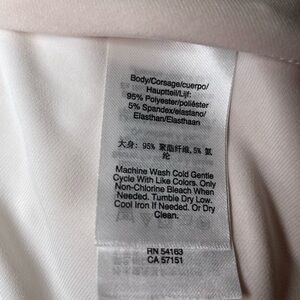 Body/Corsage/cuerpo/
Hauptteil/Lijf:
95% Polyester/poliéster
5% Spandex/elastano/
Elasthan/Elasthaan
大身: 95% 聚酯纤维, 5% 氨
纶
Machine Wash Cold Gentle
Cycle With Like Colors. Only
Non-Chlorine Bleach When
Needed. Tumble Dry Low.
Cool Iron If Needed. Or Dry
Clean.
RN 54163
CA 57151